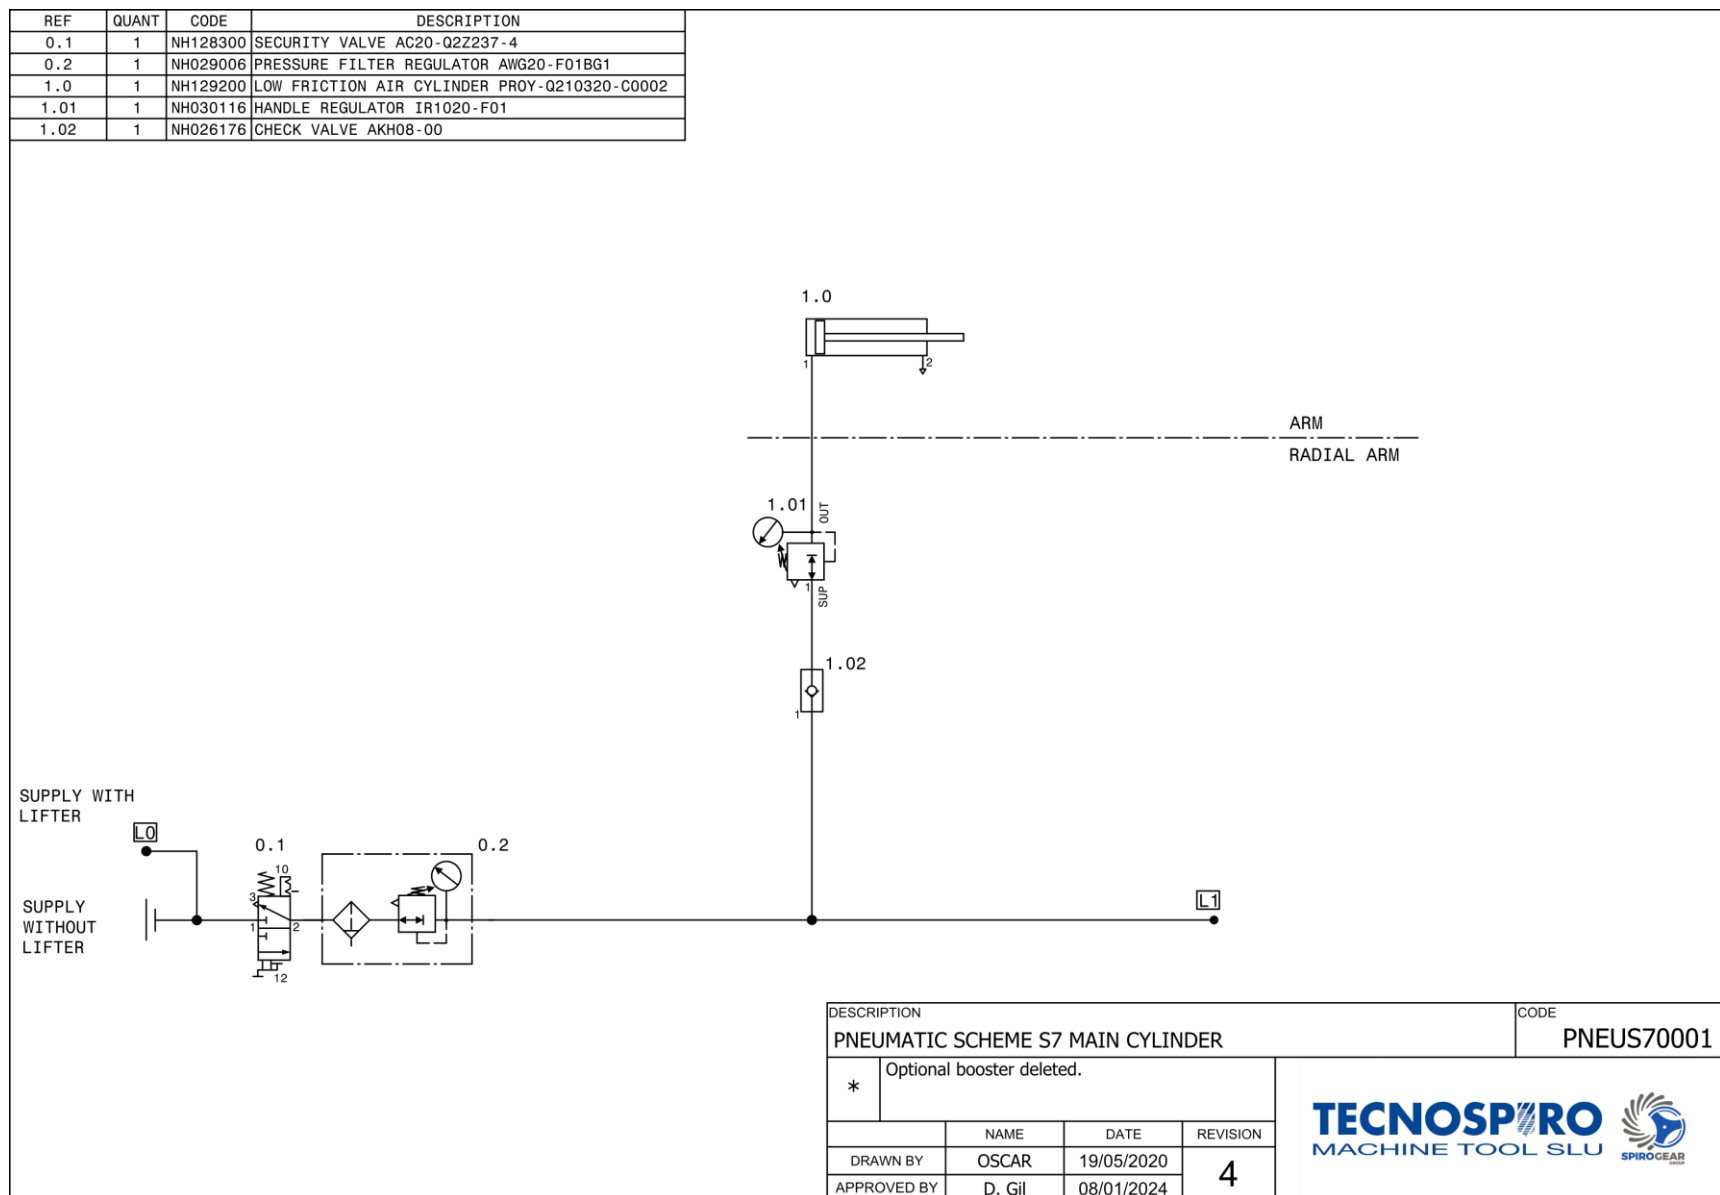 REF QUANT CODE DESCRIPTION
0.1 1 NH128300 SECURITY VALVE AC20-Q2Z237-4
0.2 1 NH029006 PRESSURE FILTER REGULATOR AWG20-F01BG1
1.0 1 NH129200 LOW FRICTION AIR CYLINDER PROY-Q210320-C0002
1.01 1 NH030116 HANDLE REGULATOR IR1020-F01
1.02 1 NH026176 CHECK VALVE AKH08-00
1.0
1 2
ARM
RADIAL ARM
1.01
OUT
1
SUP
1.02
1
SUPPLY WITH
LIFTER
L0
0.1
0.2
10
3
1 2
12
SUPPLY
WITHOUT
LIFTER
L1
DESCRIPTION
PNEUMATIC SCHEME S7 MAIN CYLINDER
CODE
PNEUS70001
* Optional booster deleted.
NAME DATE REVISION
DRAWN BY OSCAR 19/05/2020
4
APPROVED BY D. Gil 08/01/2024
TECNOSPIRO
MACHINE TOOL SLU
SPIROGEAR
GROUP